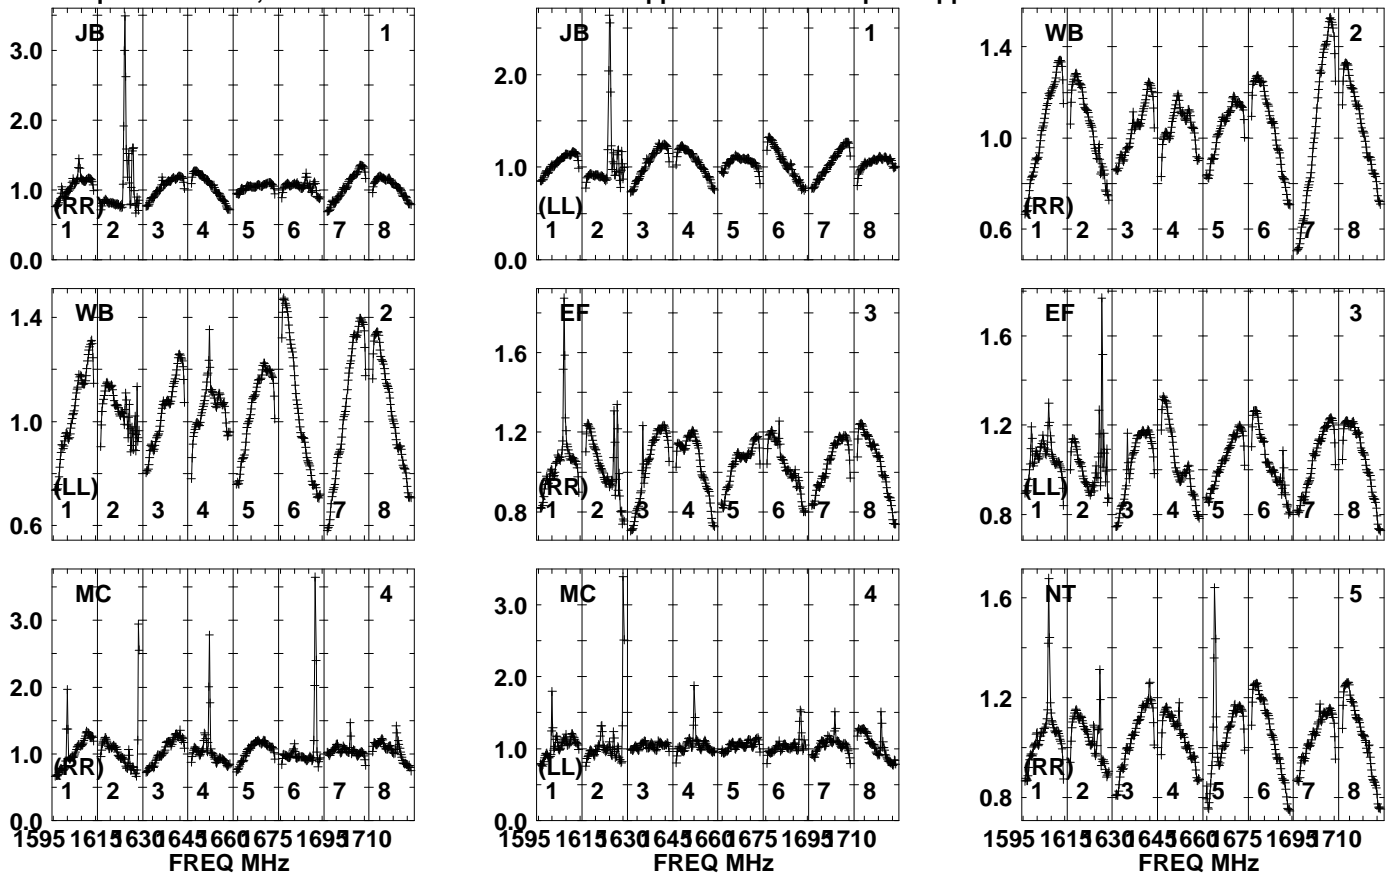 JB 1
3.0
2.0
1.0
0.0
(RR)
1 2 3 4 5 6 7 8
JB 1
2.0
1.0
0.0
(LL)
1 2 3 4 5 6 7 8
WB 2
1.4
1.0
0.6
(RR)
1 2 3 4 5 6 7 8
WB 2
1.4
1.0
0.6
(LL)
1 2 3 4 5 6 7 8
EF 3
1.6
1.2
0.8
(RR)
1 2 3 4 5 6 7 8
EF 3
1.6
1.2
0.8
(LL)
1 2 3 4 5 6 7 8
MC 4
3.0
2.0
1.0
0.0
(RR)
1 2 3 4 5 6 7 8
1595 1615 1630 1645 1660 1675 1695 1710
FREQ MHz
MC 4
3.0
2.0
1.0
0.0
(LL)
1 2 3 4 5 6 7 8
1595 1615 1630 1645 1660 1675 1695 1710
FREQ MHz
NT 5
1.6
1.2
0.8
(RR)
1 2 3 4 5 6 7 8
1595 1615 1630 1645 1660 1675 1695 1710
FREQ MHz